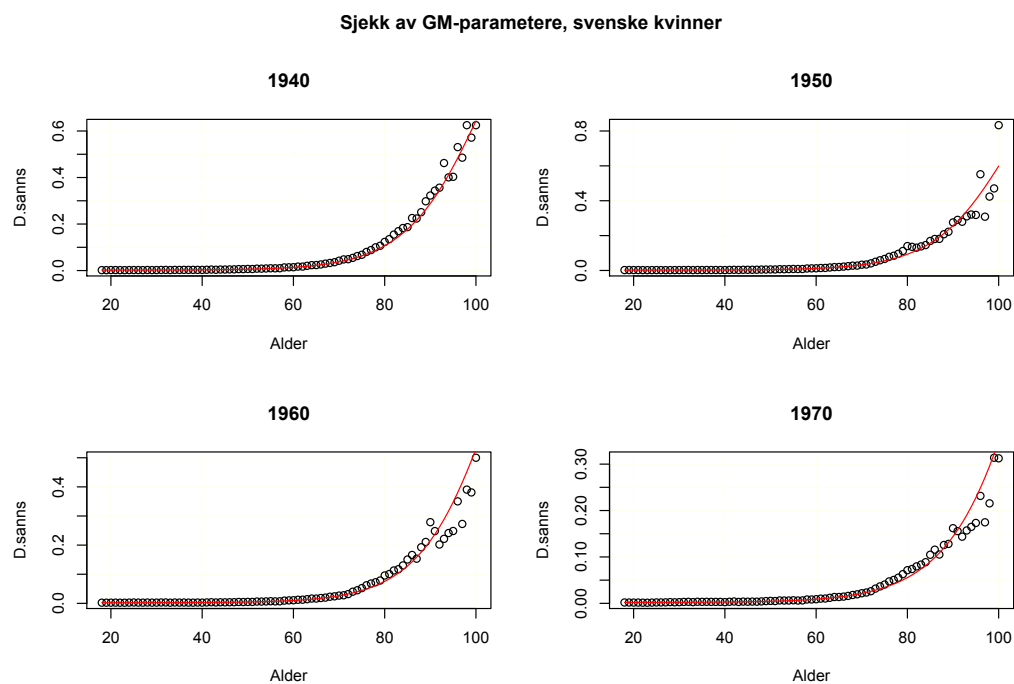 Sjekk av GM-parametere, svenske kvinner
1940
D.sanns
0.0 0.2 0.4 0.6
20 40 60 80 100
Alder
1950
D.sanns
0.0 0.4 0.8
20 40 60 80 100
Alder
1960
D.sanns
0.0 0.2 0.4
20 40 60 80 100
Alder
1970
D.sanns
0.00 0.10 0.20 0.30
20 40 60 80 100
Alder